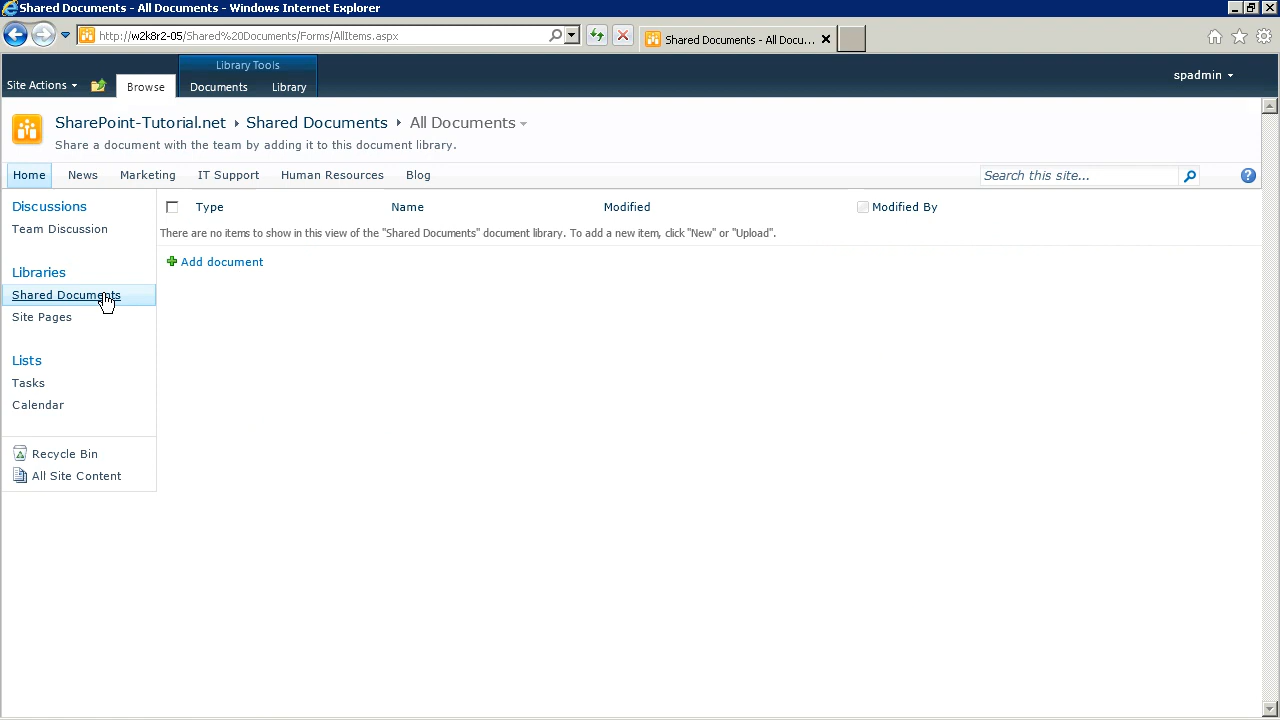 Shared Documents - All Documents - Windows Internet Explorer
http://w2k8r2-05/Shared%20Documents/Forms/AllItems.aspx
Shared Documents - All Docu...
Library Tools
Site Actions
Browse
Documents
Library
spadmin
SharePoint-Tutorial.net
Shared Documents
All Documents
Share a document with the team by adding it to this document library.
Home
News
Marketing
IT Support
Human Resources
Blog
Search this site...
Discussions
Team Discussion
Libraries
Shared Documents
Site Pages
Lists
Tasks
Calendar
Recycle Bin
All Site Content
Type
Name
Modified
Modified By
There are no items to show in this view of the "Shared Documents" document library. To add a new item, click "New" or "Upload".
Add document